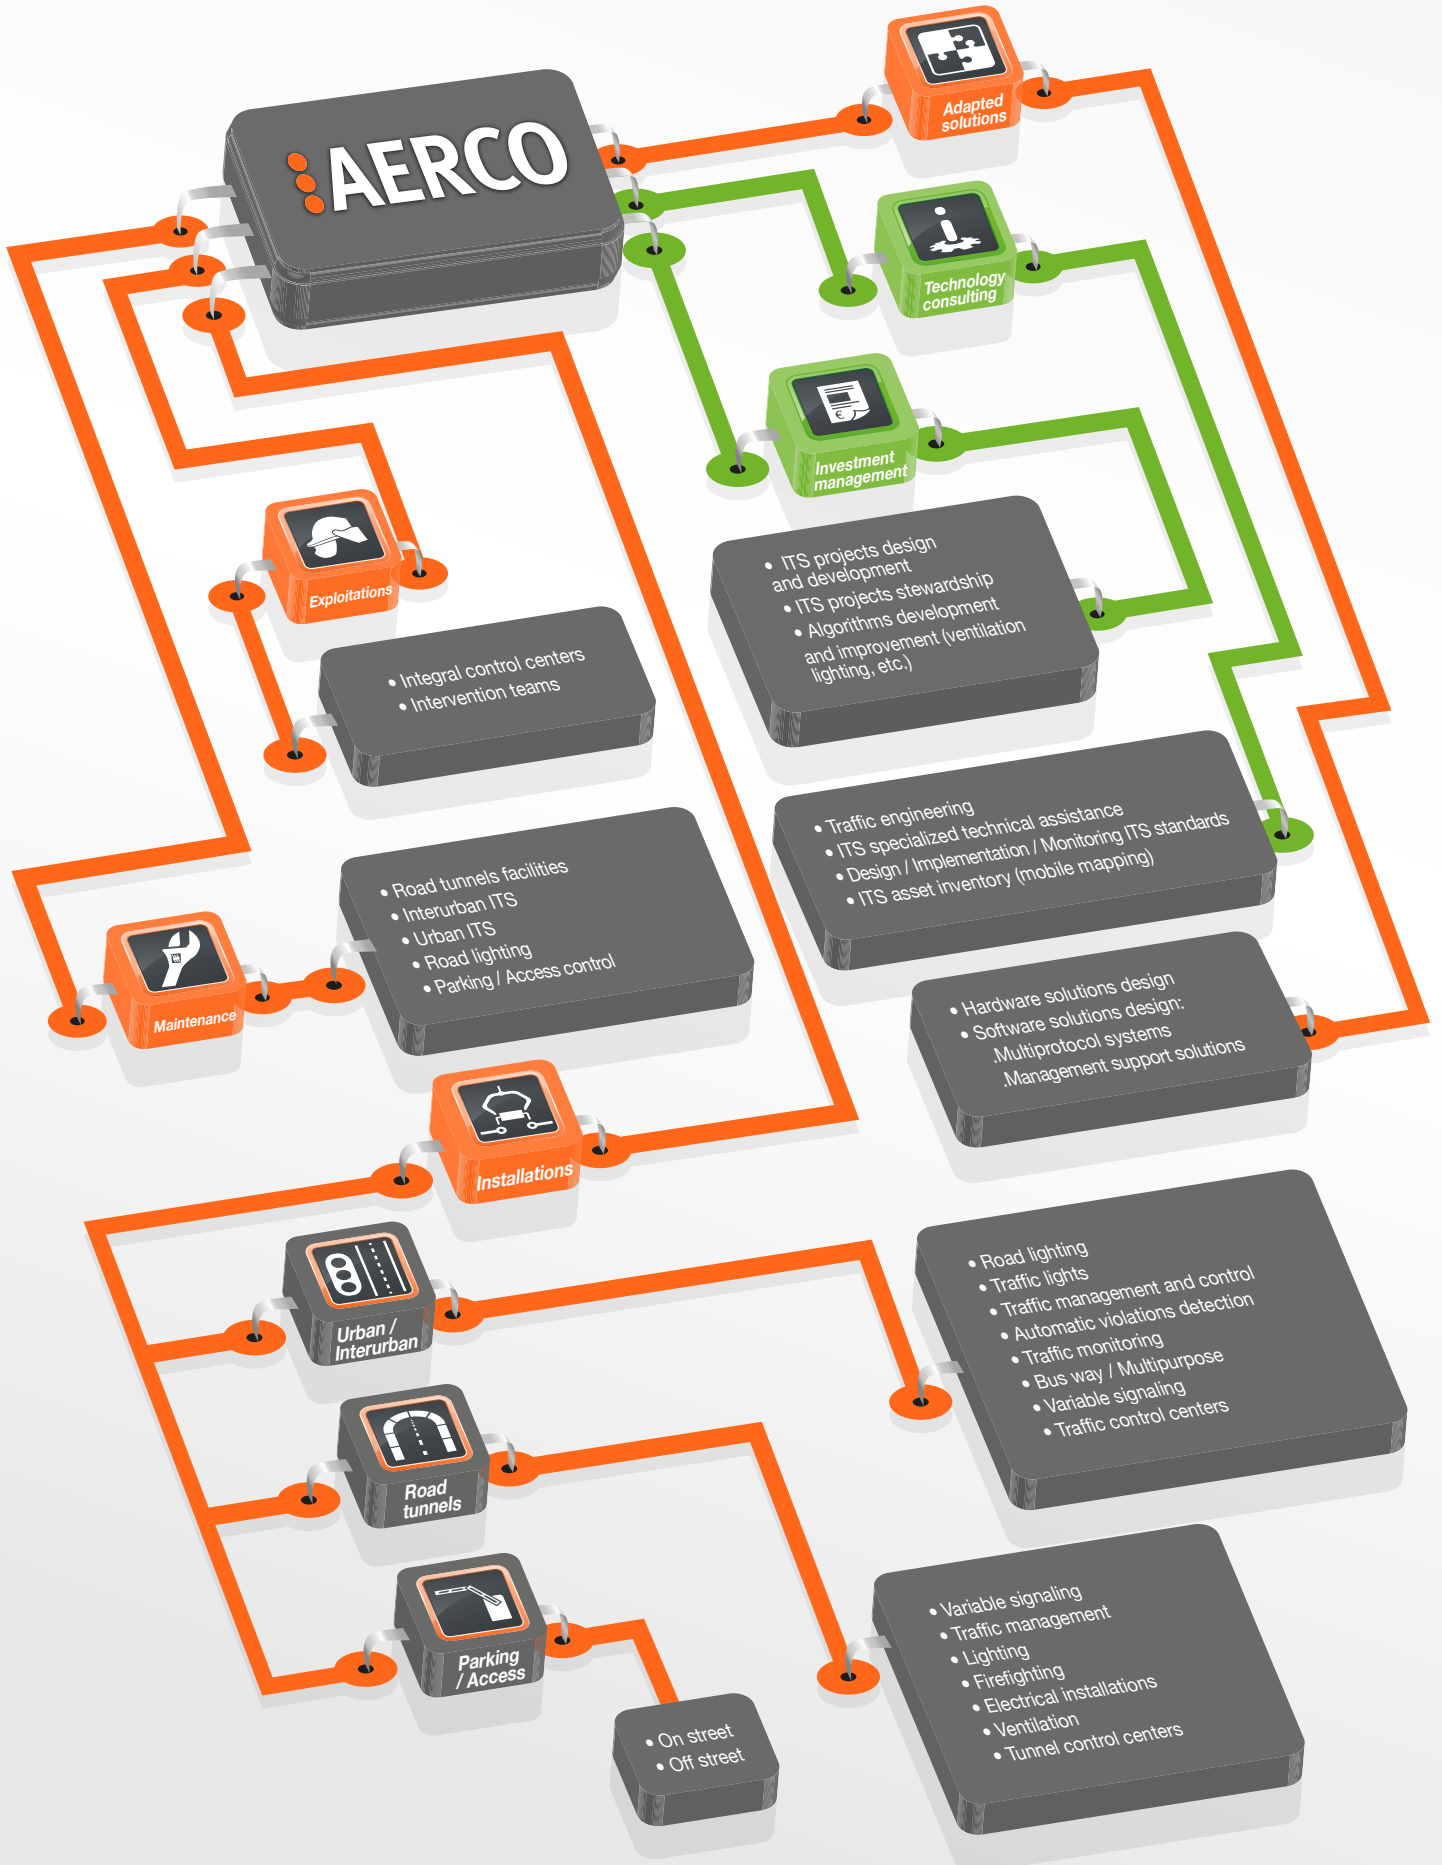 AERCO
Adapted
solutions
Technology
consulting
Investment
management
• ITS projects design
and development
• ITS projects stewardship
• Algorithms development
and improvement (ventilation
lighting, etc.)
Exploitations
• Integral control centers
• Intervention teams
• Traffic engineering
• ITS specialized technical assistance
• Design / Implementation / Monitoring ITS standards
• ITS asset inventory (mobile mapping)
• Road tunnels facilities
• Interurban ITS
• Urban ITS
• Road lighting
• Parking / Access control
Maintenance
• Hardware solutions design
• Software solutions design:
.Multiprotocol systems
.Management support solutions
Installations
Urban /
Interurban
• Road lighting
• Traffic lights
• Traffic management and control
• Automatic violations detection
• Traffic monitoring
• Bus way / Multipurpose
• Variable signaling
• Traffic control centers
Road
tunnels
• Variable signaling
• Traffic management
• Lighting
• Firefighting
• Electrical installations
• Ventilation
• Tunnel control centers
Parking
/ Access
• On street
• Off street